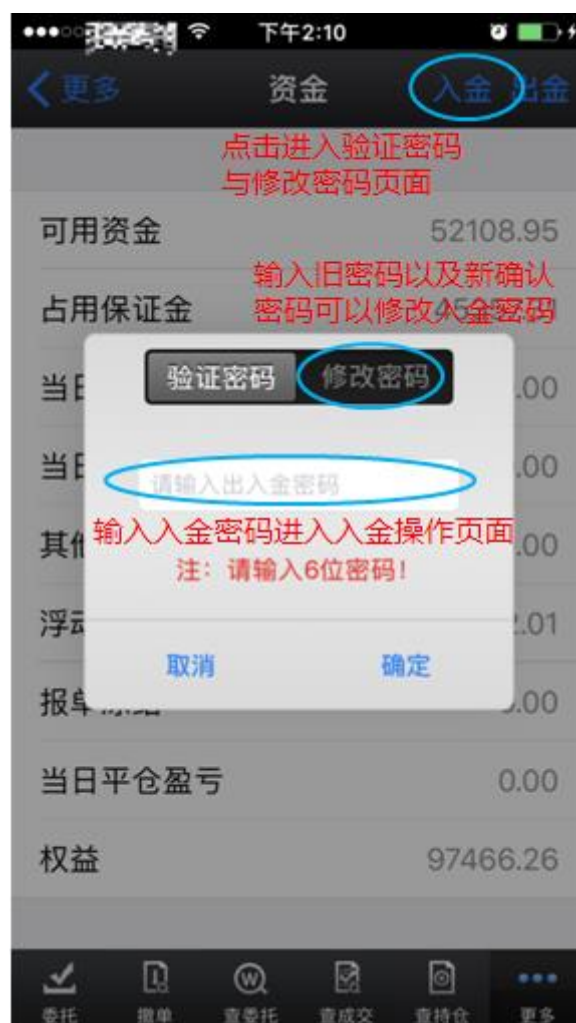 下午2:10
更多
资金
入金 出金
点击进入验证密码
与修改密码页面
可用资金 52108.95
输入旧密码以及新确认
密码可以修改入金密码
占用保证金
验证密码 修改密码
当日 .00
请输入出入金密码
当日 .00
输入入金密码进入入金操作页面
其他 .00
注：请输入6位密码！
浮动 2.01
取消 确定
报单冻结 0.00
当日平仓盈亏 0.00
权益 97466.26
委托 撤单 查委托 查成交 查持仓 更多